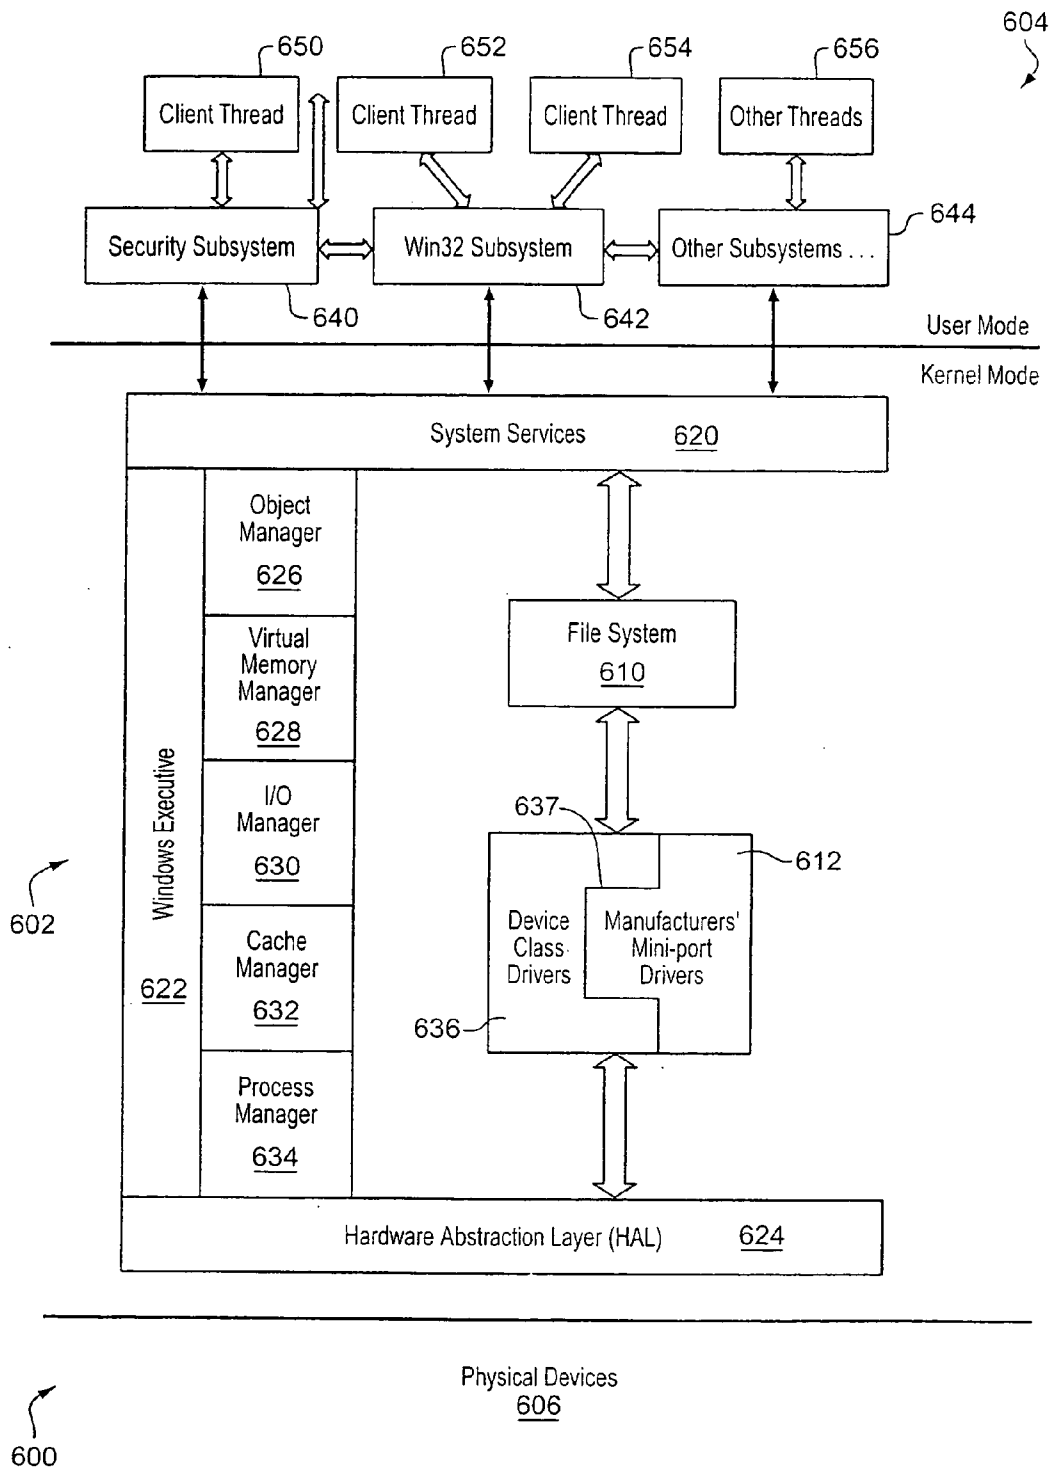 604
650
652
654
656
Client Thread
Client Thread
Client Thread
Other Threads
644
Security Subsystem
Win32 Subsystem
Other Subsystems . . .
640
642
User Mode
Kernel Mode
System Services 620
Object
Manager
626
File System
610
Virtual
Memory
Manager
628
Windows Executive
622
I/O
Manager
630
637
612
602
Device
Class
Drivers
Manufacturers'
Mini-port
Drivers
Cache
Manager
632
636
Process
Manager
634
Hardware Abstraction Layer (HAL) 624
Physical Devices
606
600